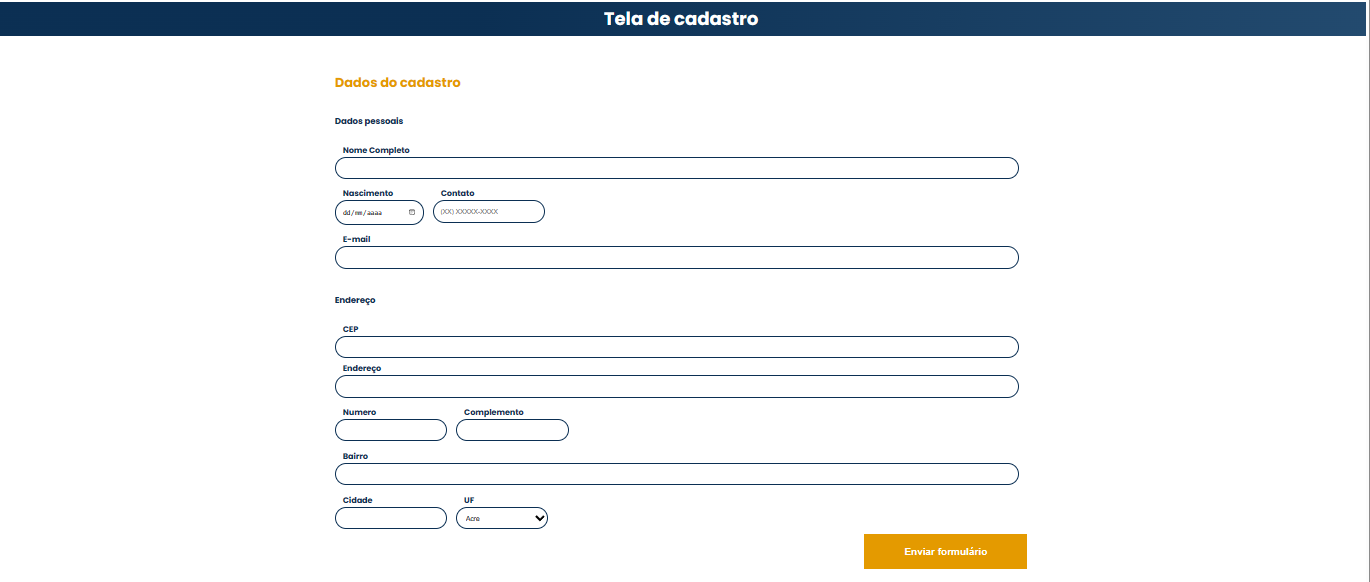 Tela de cadastro
Dados do cadastro
Dados pessoais
Nome Completo
Nascimento Contato
dd/mm/aaaa (XX) XXXXX-XXXX
E-mail
Endereço
CEP
Endereço
Numero Complemento
Bairro
Cidade UF
Acre
Enviar formulário